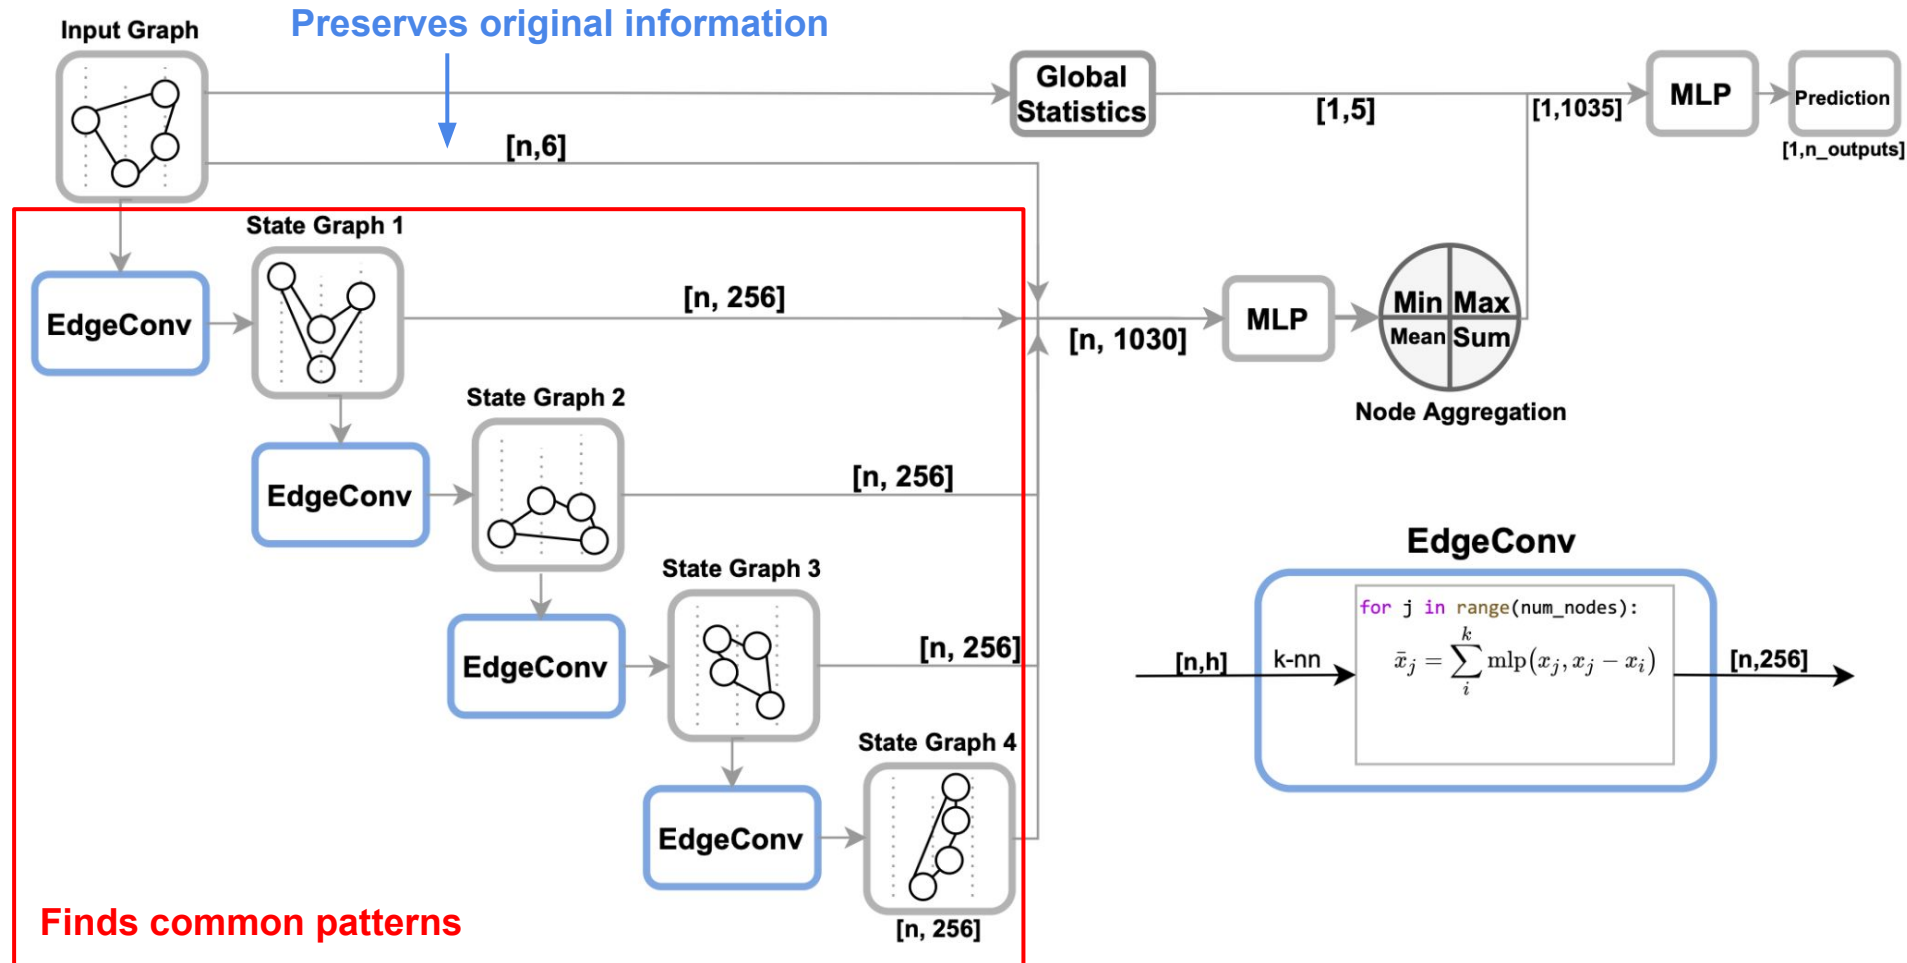 Preserves original information
Input Graph
Global
Statistics
MLP
Prediction
[1,5]
[1,1035]
[1,n_outputs]
[n,6]
State Graph 1
EdgeConv
[n, 256]
[n, 1030]
MLP
Min Max
Mean Sum
Node Aggregation
State Graph 2
EdgeConv
[n, 256]
State Graph 3
EdgeConv
[n, 256]
State Graph 4
EdgeConv
[n, 256]
Finds common patterns
EdgeConv
[n,h]
k-nn
for j in range(num_nodes):
x̄_j = \sum_i^k mlp(x_j, x_j − x_i)
[n,256]